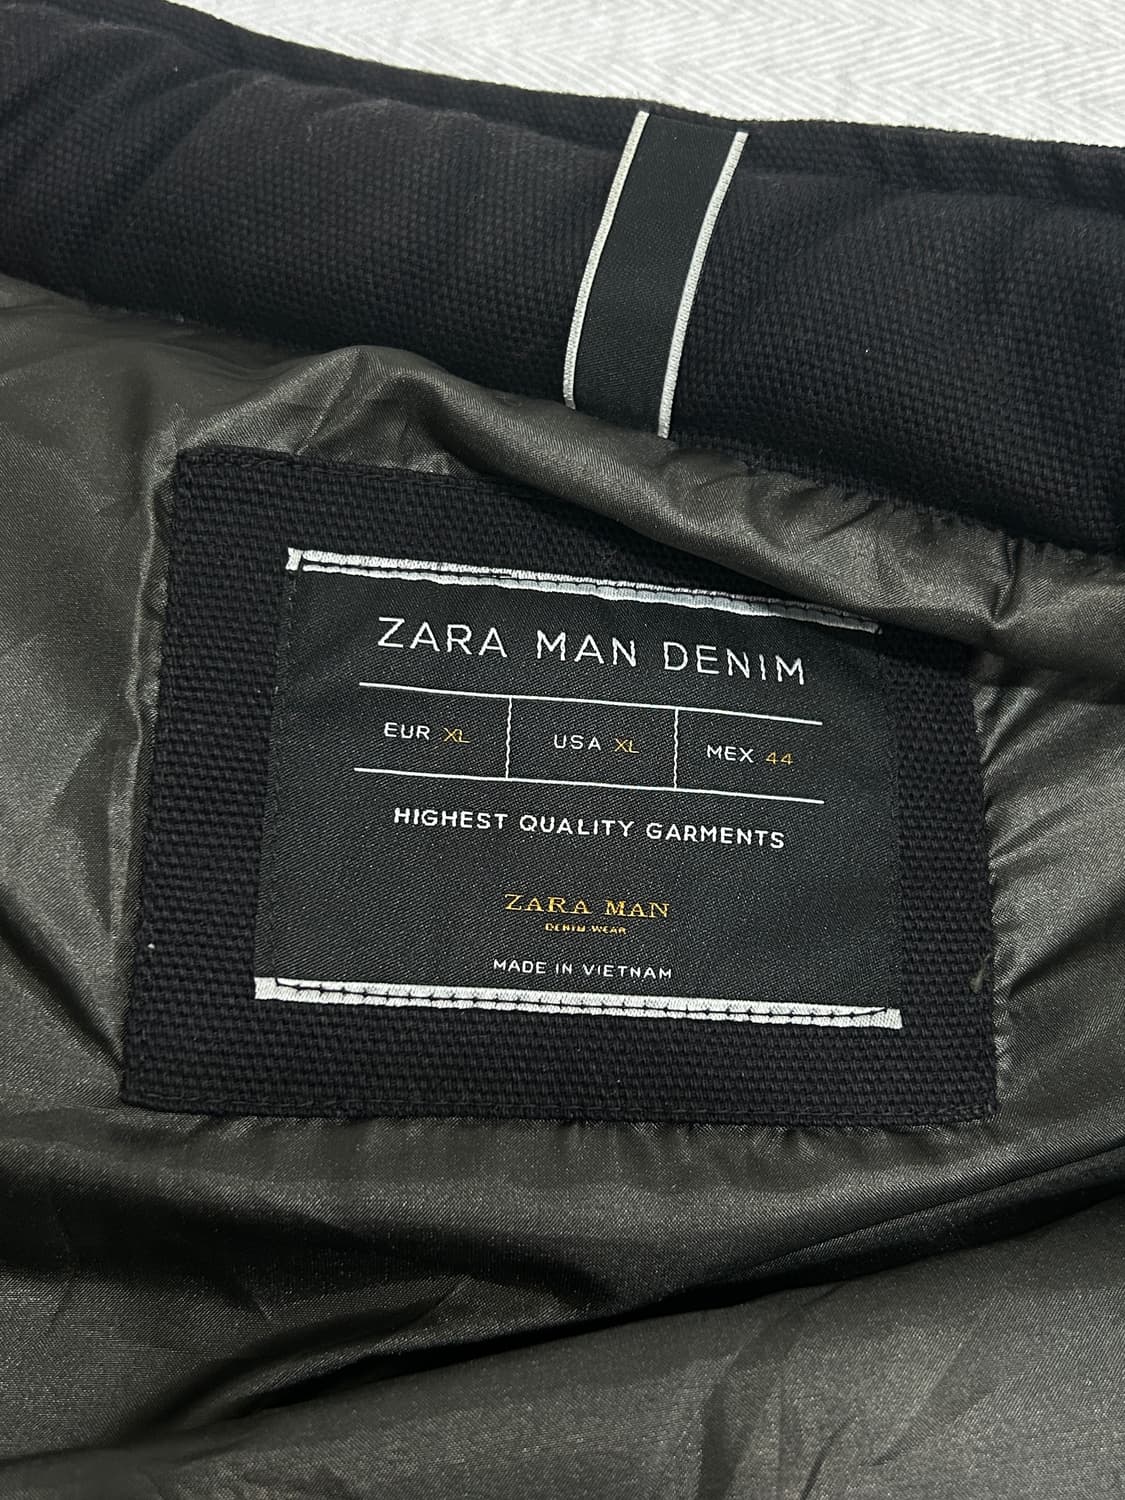 ZARA MAN DENIM
EUR XL USA XL MEX 44
HIGHEST QUALITY GARMENTS
ZARA MAN
DENIM WEAR
MADE IN VIETNAM